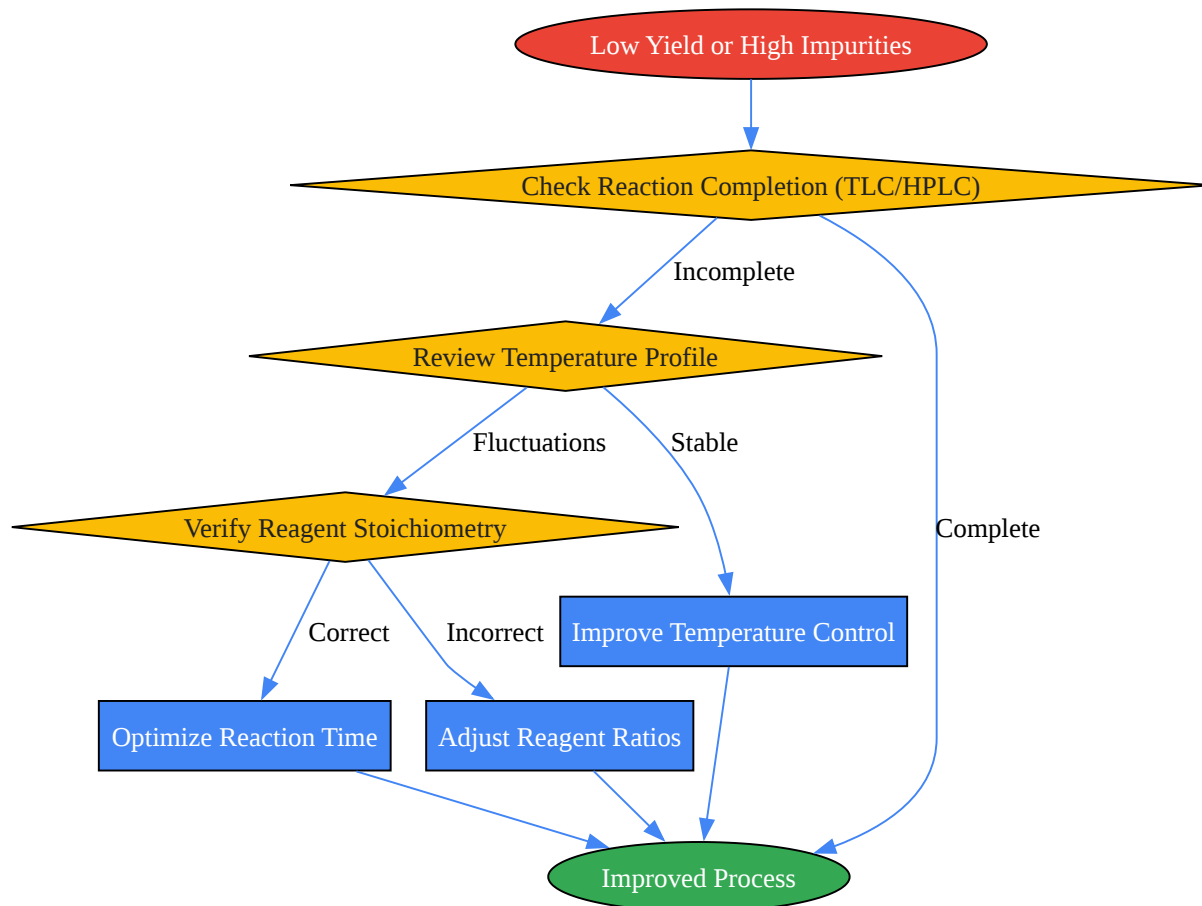 Low Yield or High Impurities
Check Reaction Completion (TLC/HPLC)
Incomplete
Review Temperature Profile
Fluctuations
Stable
Verify Reagent Stoichiometry
Complete
Correct
Incorrect
Improve Temperature Control
Optimize Reaction Time
Adjust Reagent Ratios
Improved Process